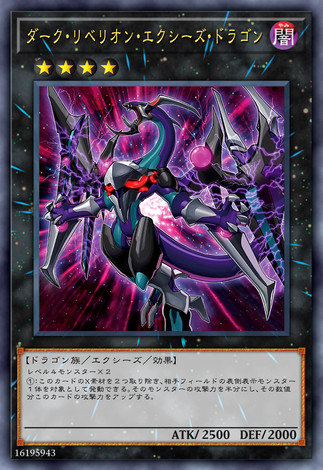 ダーク・リベリオン・エクシーズ・ドラゴン
やみ
闇
【ドラゴン族／エクシーズ／効果】
レベル４モンスター×２
①：このカードのX素材を２つ取り除き、相手フィールドの表側表示モンスター
１体を対象として発動できる。そのモンスターの攻撃力を半分にし、その数値
分このカードの攻撃力をアップする。
ATK/ 2500 DEF/ 2000
16195943